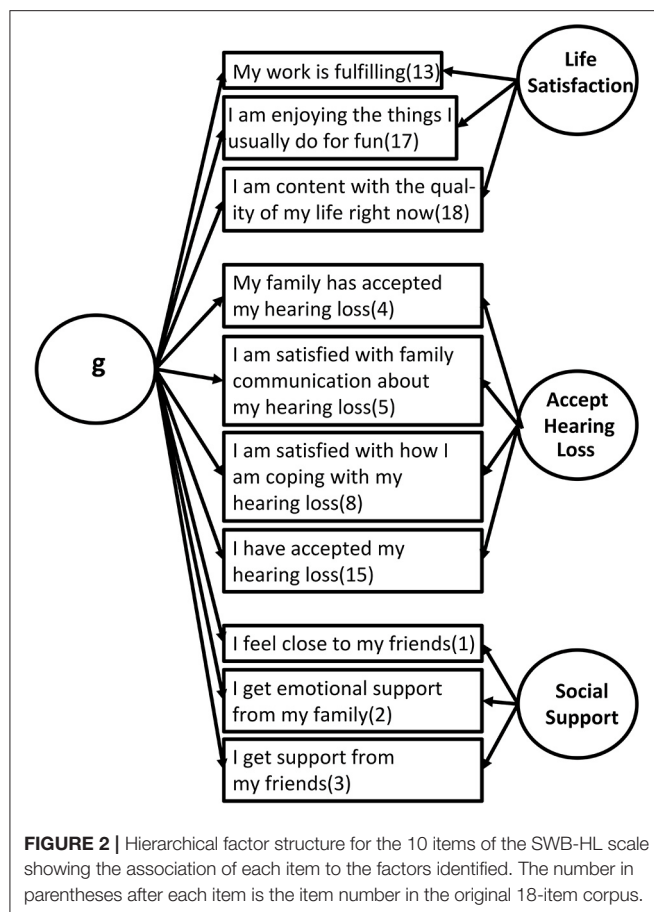 My work is fulfilling(13)
I am enjoying the things I
usually do for fun(17)
I am content with the qual-
ity of my life right now(18)
Life
Satisfaction
g
My family has accepted
my hearing loss(4)
I am satisfied with family
communication about
my hearing loss(5)
I am satisfied with how I
am coping with my
hearing loss(8)
I have accepted my
hearing loss(15)
Accept
Hearing
Loss
I feel close to my friends(1)
I get emotional support
from my family(2)
I get support from
my friends(3)
Social
Support
FIGURE 2 | Hierarchical factor structure for the 10 items of the SWB-HL scale
showing the association of each item to the factors identified. The number in
parentheses after each item is the item number in the original 18-item corpus.